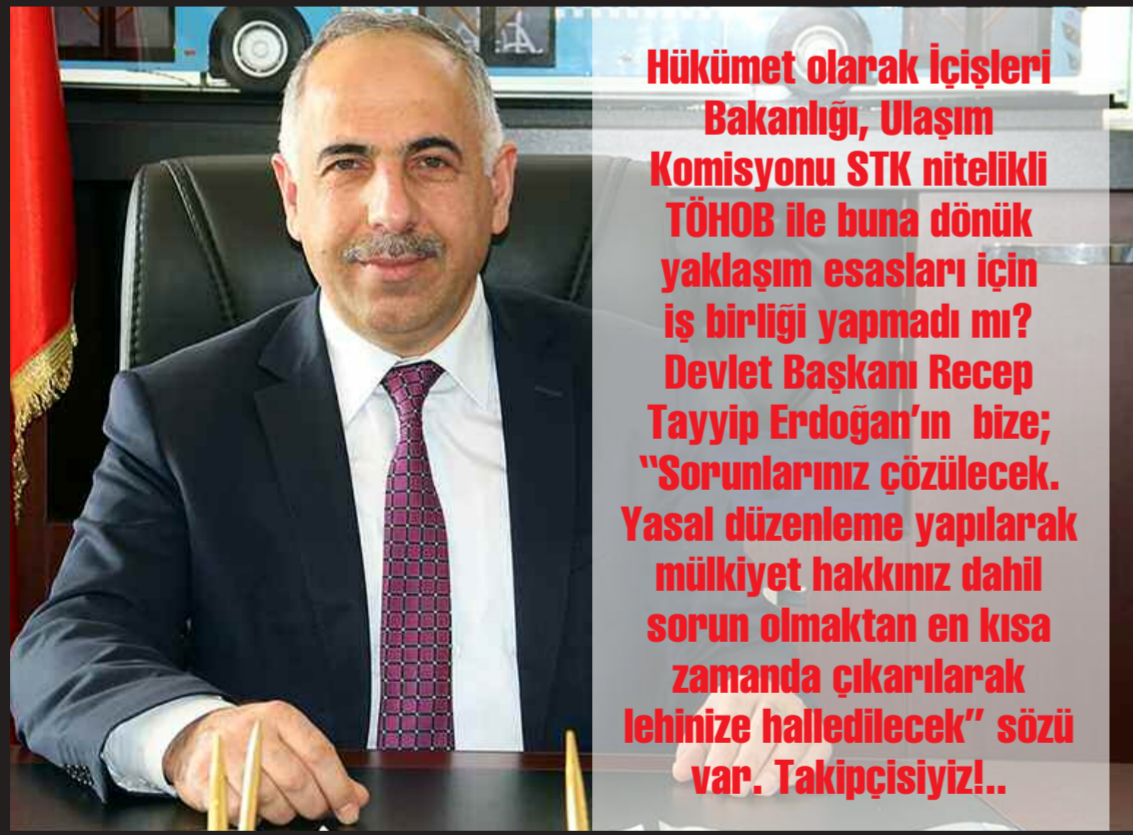 Hükümet olarak İçişleri
Bakanlığı, Ulaşım
Komisyonu STK nitelikli
TÖHOB ile buna dönük
yaklaşım esasları için
iş birliği yapmadı mı?
Devlet Başkanı Recep
Tayyip Erdoğan’ın bize;
“Sorunlarınız çözülecek.
Yasal düzenleme yapılarak
mülkiyet hakkınız dahil
sorun olmaktan en kısa
zamanda çıkarılarak
lehinize halledilecek” sözü
var. Takipçisiyiz!..